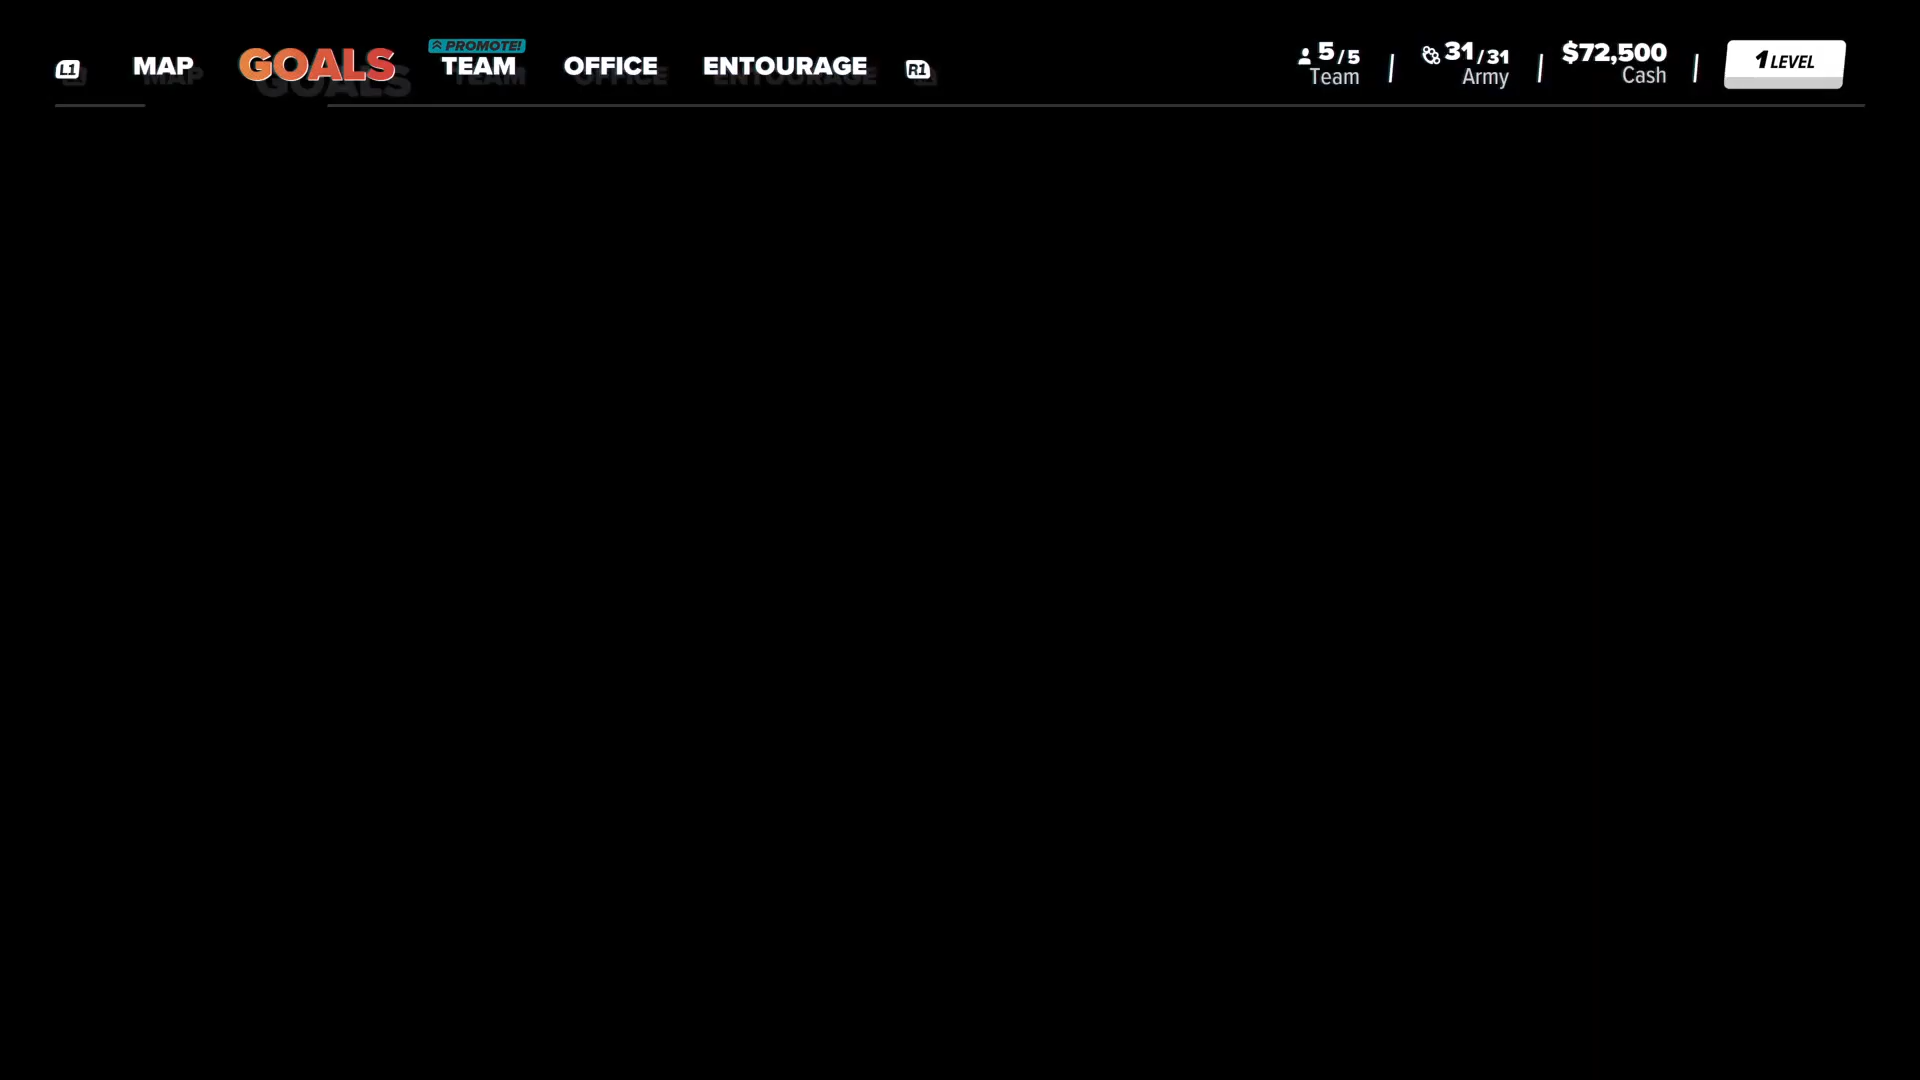 L1 MAP GOALS PROMOTE! TEAM OFFICE ENTOURAGE R1
5/5 Team
31/31 Army
$72,500 Cash
1 LEVEL